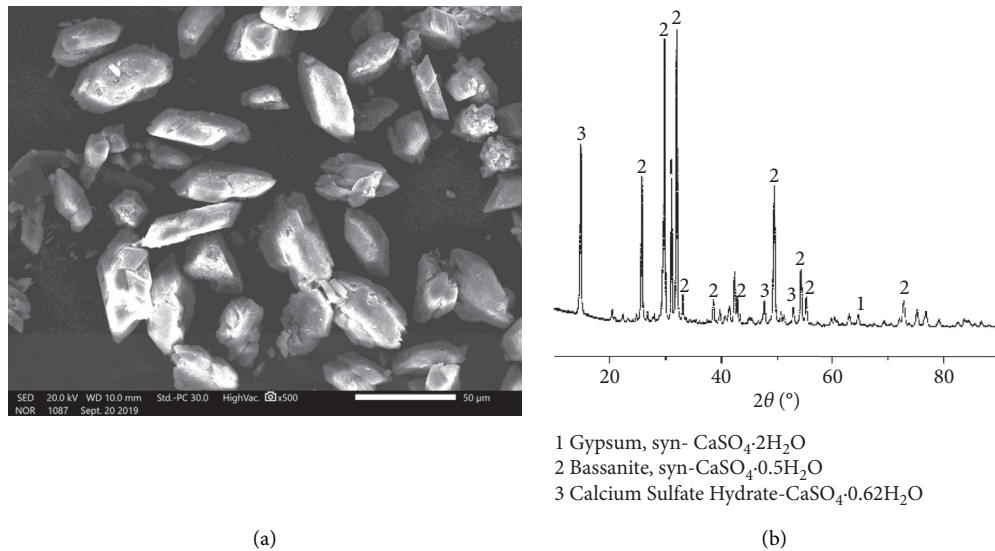 SED 20.0 kV WD 10.0 mm Std.-PC 30.0 HighVac. ×500 50 µm
NOR 1087 Sept. 20 2019
(a)
2
2
3
2
2
2
2
2
2
2
3
3
1
2
20 40 60 80
2θ (°)
1 Gypsum, syn- CaSO₄·2H₂O
2 Bassanite, syn-CaSO₄·0.5H₂O
3 Calcium Sulfate Hydrate-CaSO₄·0.62H₂O
(b)